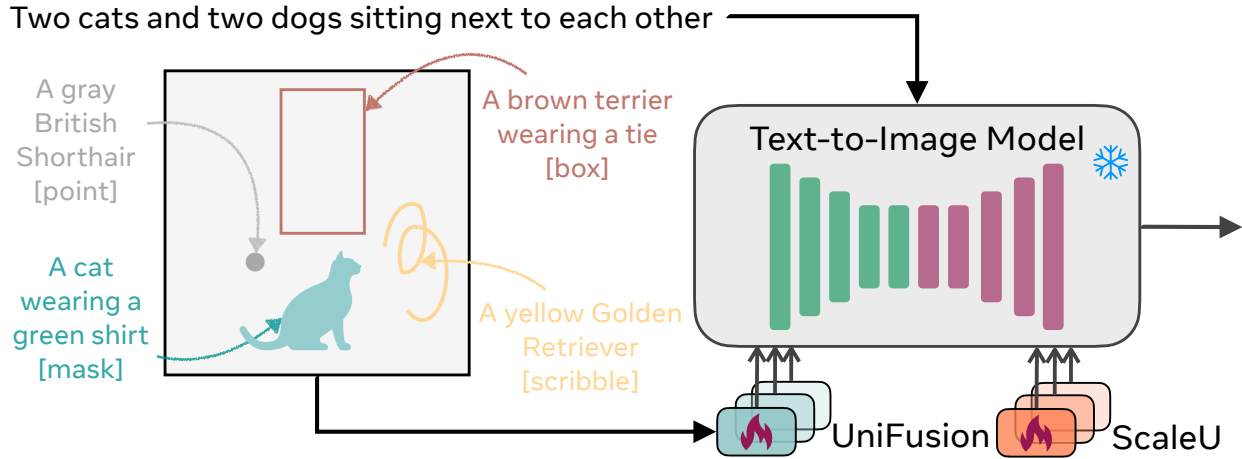 Two cats and two dogs sitting next to each other
A gray
British
Shorthair
[point]
A brown terrier
wearing a tie
[box]
A cat
wearing a
green shirt
[mask]
A yellow Golden
Retriever
[scribble]
Text-to-Image Model
UniFusion
ScaleU